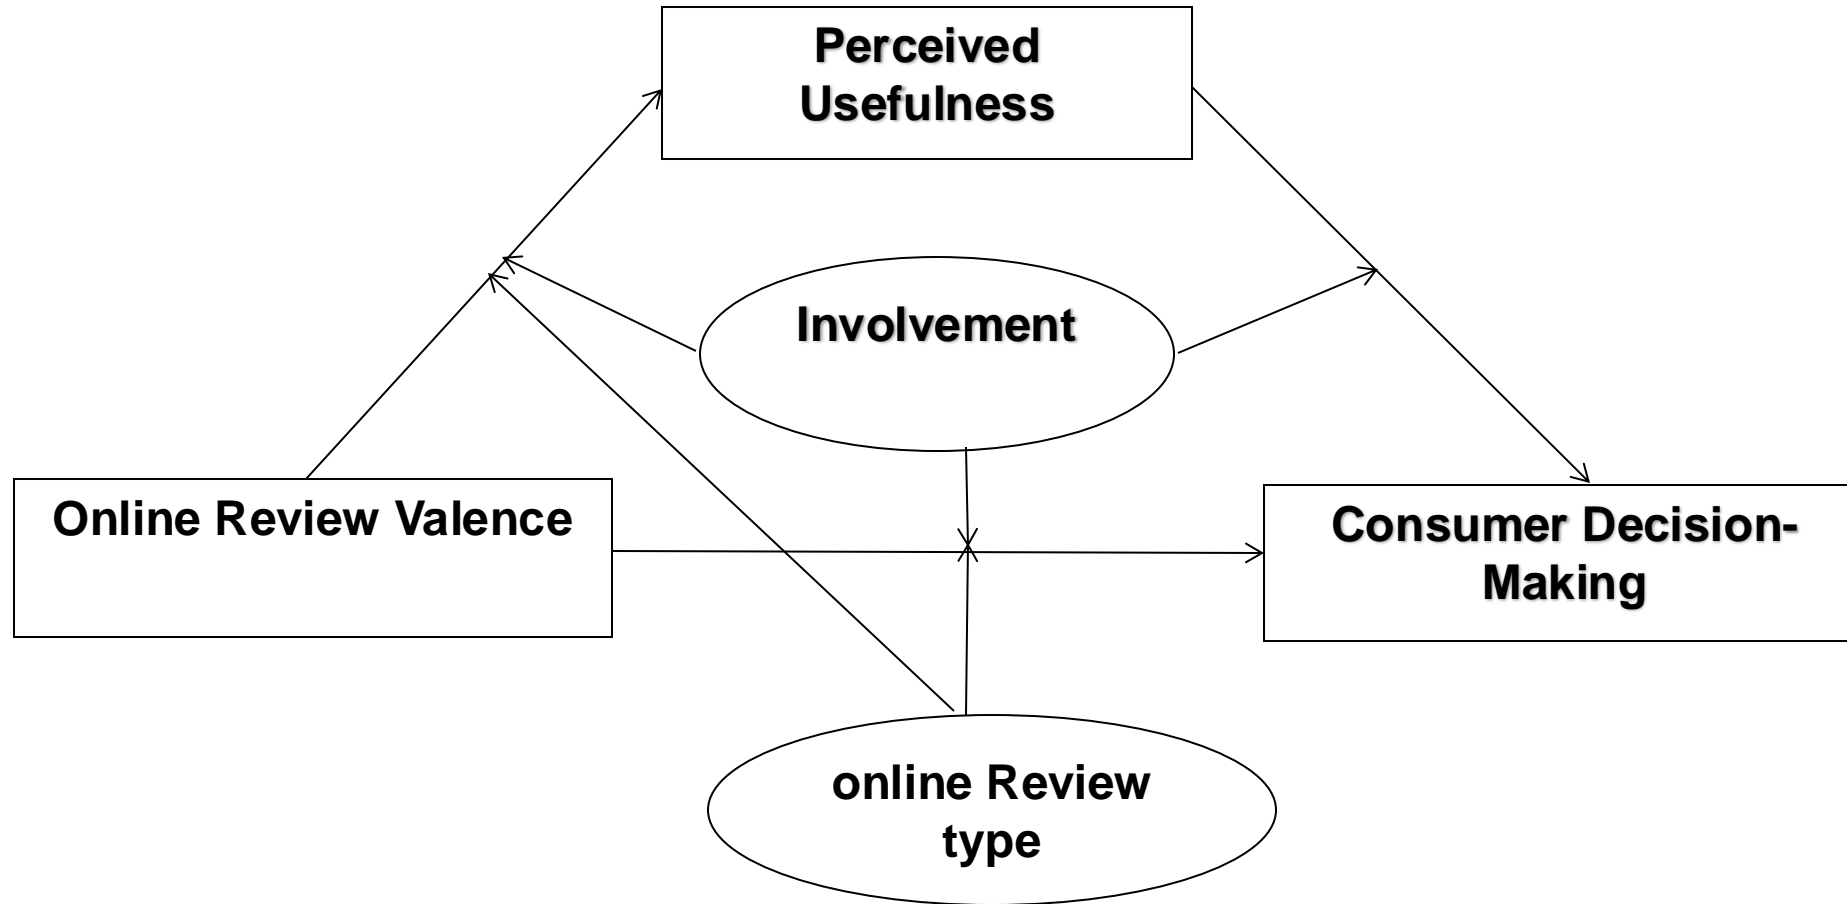 Perceived
Usefulness
Involvement
Online Review Valence
Consumer Decision-
Making
online Review
type